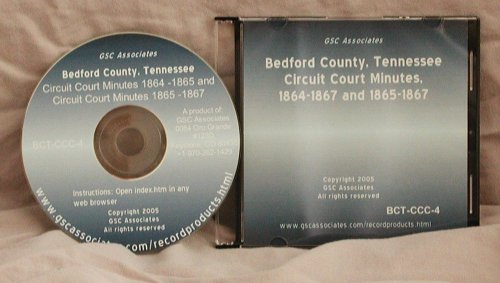 GSC Associates
Bedford County, Tennessee
Circuit Court Minutes 1864 -1865 and
Circuit Court Minutes 1865 -1867
A product of:
GSC Associates
0084 Oro Grande
BCT-CCC-4
Instructions: Open index.htm in any
web browser
Copyright 2005
GSC Associates
All rights reserved
www.gscassociates.com/recordproducts.html
GSC Associates
Bedford County, Tennessee
Circuit Court Minutes,
1864-1867 and 1865-1867
Copyright 2005
GSC Associates
All rights reserved
BCT-CCC-4
www.gscassociates.com/recordproducts.html